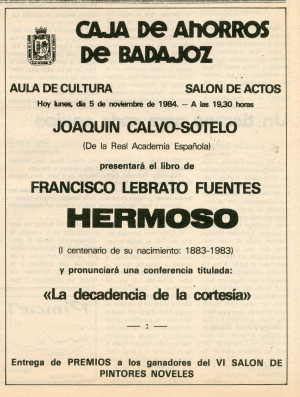 CAJA DE AHORROS
DE BADAJOZ
AULA DE CULTURA SALON DE ACTOS
Hoy lunes, día 5 de noviembre de 1984. — A las 19,30 horas
JOAQUIN CALVO-SOTELO
(De la Real Academia Española)
presentará el libro de
FRANCISCO LEBRATO FUENTES
HERMOSO
(I centenario de su nacimiento: 1883-1983)
y pronunciará una conferencia titulada:
«La decadencia de la cortesía»
— : —
Entrega de PREMIOS a los ganadores del VI SALON DE
PINTORES NOVELES